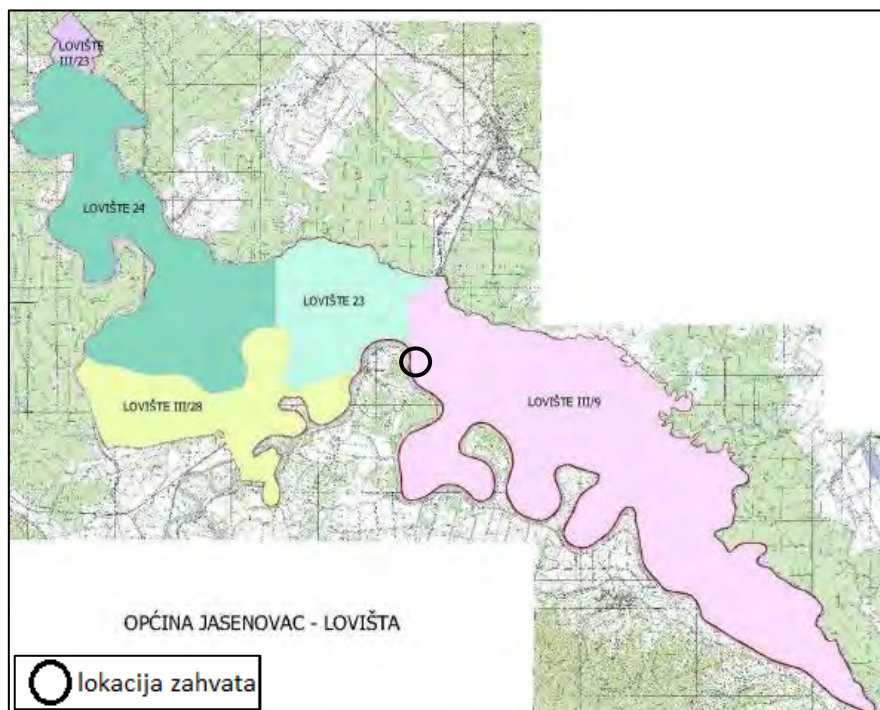 LOVIŠTE
III/23
LOVIŠTE 24
LOVIŠTE 23
LOVIŠTE III/28
LOVIŠTE III/9
OPĆINA JASENOVAC - LOVIŠTA
lokacija zahvata